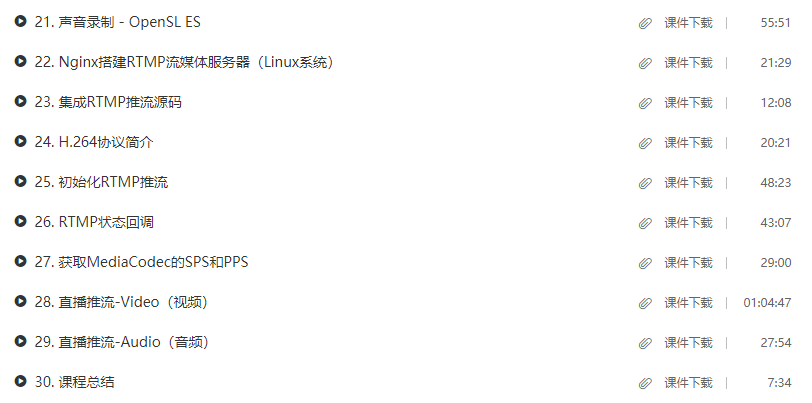 21. 声音录制 - OpenSL ES 课件下载 | 55:51
22. Nginx搭建RTMP流媒体服务器（Linux系统） 课件下载 | 21:29
23. 集成RTMP推流源码 课件下载 | 12:08
24. H.264协议简介 课件下载 | 20:21
25. 初始化RTMP推流 课件下载 | 48:23
26. RTMP状态回调 课件下载 | 43:07
27. 获取MediaCodec的SPS和PPS 课件下载 | 29:00
28. 直播推流-Video（视频） 课件下载 | 01:04:47
29. 直播推流-Audio（音频） 课件下载 | 27:54
30. 课程总结 课件下载 | 7:34